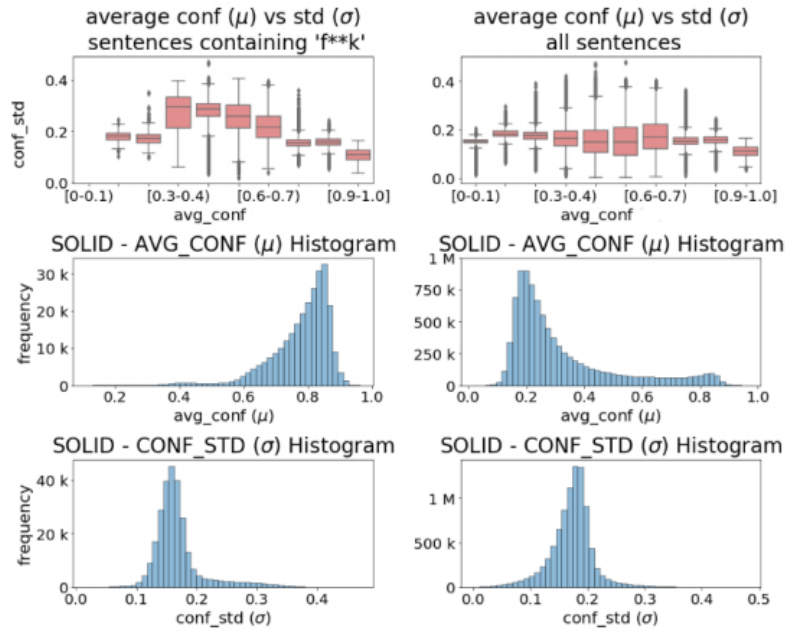 average conf (μ) vs std (σ)
sentences containing 'f**k'
conf_std
0.4
0.2
0.0
[0-0.1)
[0.3-0.4)
[0.6-0.7)
[0.9-1.0]
avg_conf
average conf (μ) vs std (σ)
all sentences
0.4
0.2
0.0
[0-0.1)
[0.3-0.4)
[0.6-0.7)
[0.9-1.0]
avg_conf
SOLID - AVG_CONF (μ) Histogram
frequency
30 k
20 k
10 k
0
0.2
0.4
0.6
0.8
1.0
avg_conf (μ)
SOLID - AVG_CONF (μ) Histogram
1 M
750 k
500 k
250 k
0
0.0
0.2
0.4
0.6
0.8
1.0
avg_conf (μ)
SOLID - CONF_STD (σ) Histogram
frequency
40 k
20 k
0
0.0
0.1
0.2
0.3
0.4
conf_std (σ)
SOLID - CONF_STD (σ) Histogram
1 M
500 k
0
0.0
0.1
0.2
0.3
0.4
0.5
conf_std (σ)